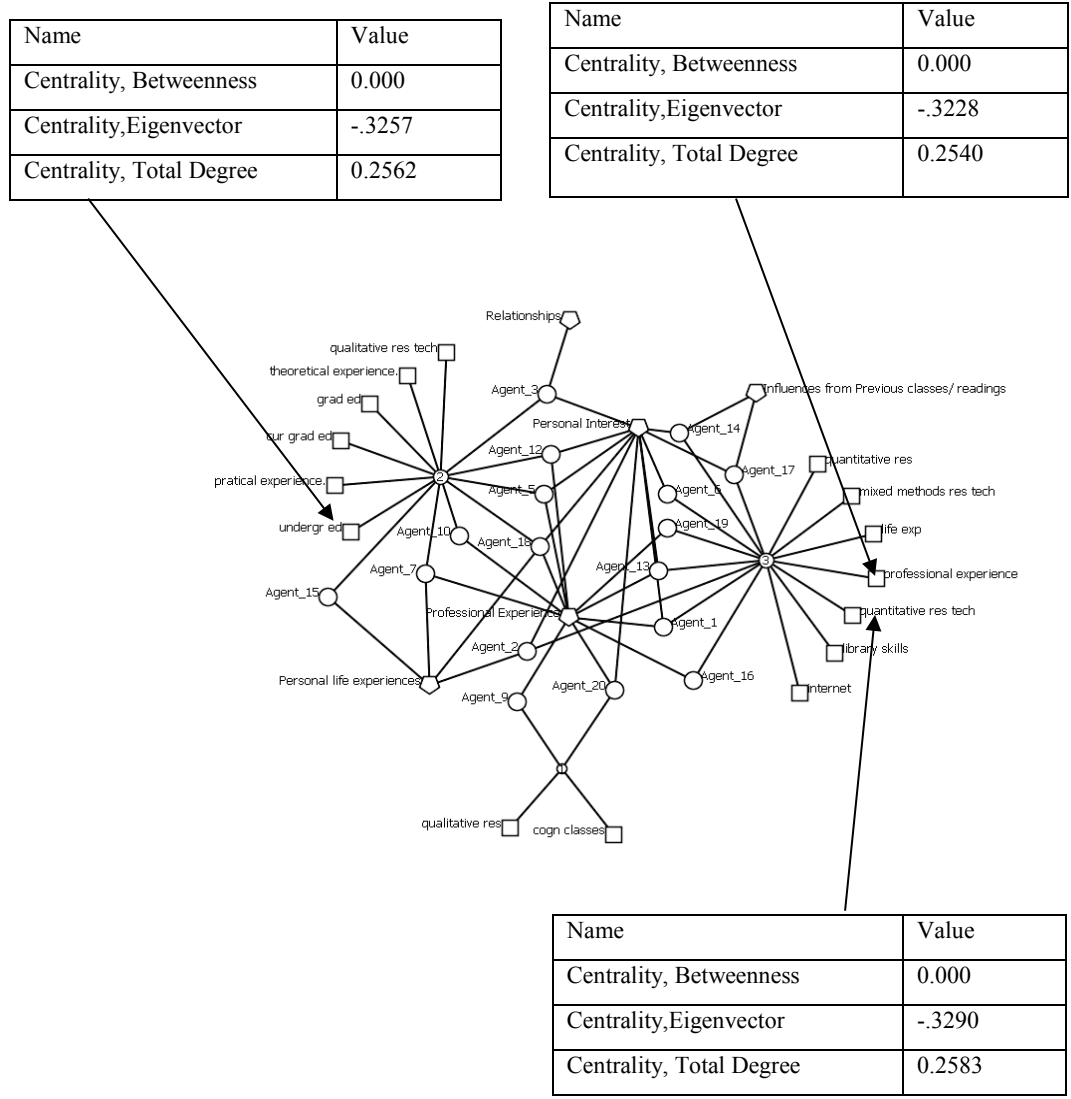 Name Value
Centrality, Betweenness 0.000
Centrality,Eigenvector -.3257
Centrality, Total Degree 0.2562
Name Value
Centrality, Betweenness 0.000
Centrality,Eigenvector -.3228
Centrality, Total Degree 0.2540
Relationships
qualitative res tech
theoretical experience.
grad ed
cur grad ed
pratical experience.
undergr ed
2
Agent_3
Influences from Previous classes/ readings
Personal Interest
Agent_14
Agent_12
Agent_17
quantitative res
Agent_5
Agent_6
mixed methods res tech
Agent_10
Agent_18
Agent_19
life exp
Agent_7
Agent_13
3
professional experience
Agent_15
Professional Experience
Agent_1
quantitative res tech
Agent_2
library skills
Personal life experiences
Agent_9
Agent_20
Agent_16
internet
1
qualitative res
cogn classes
Name Value
Centrality, Betweenness 0.000
Centrality,Eigenvector -.3290
Centrality, Total Degree 0.2583